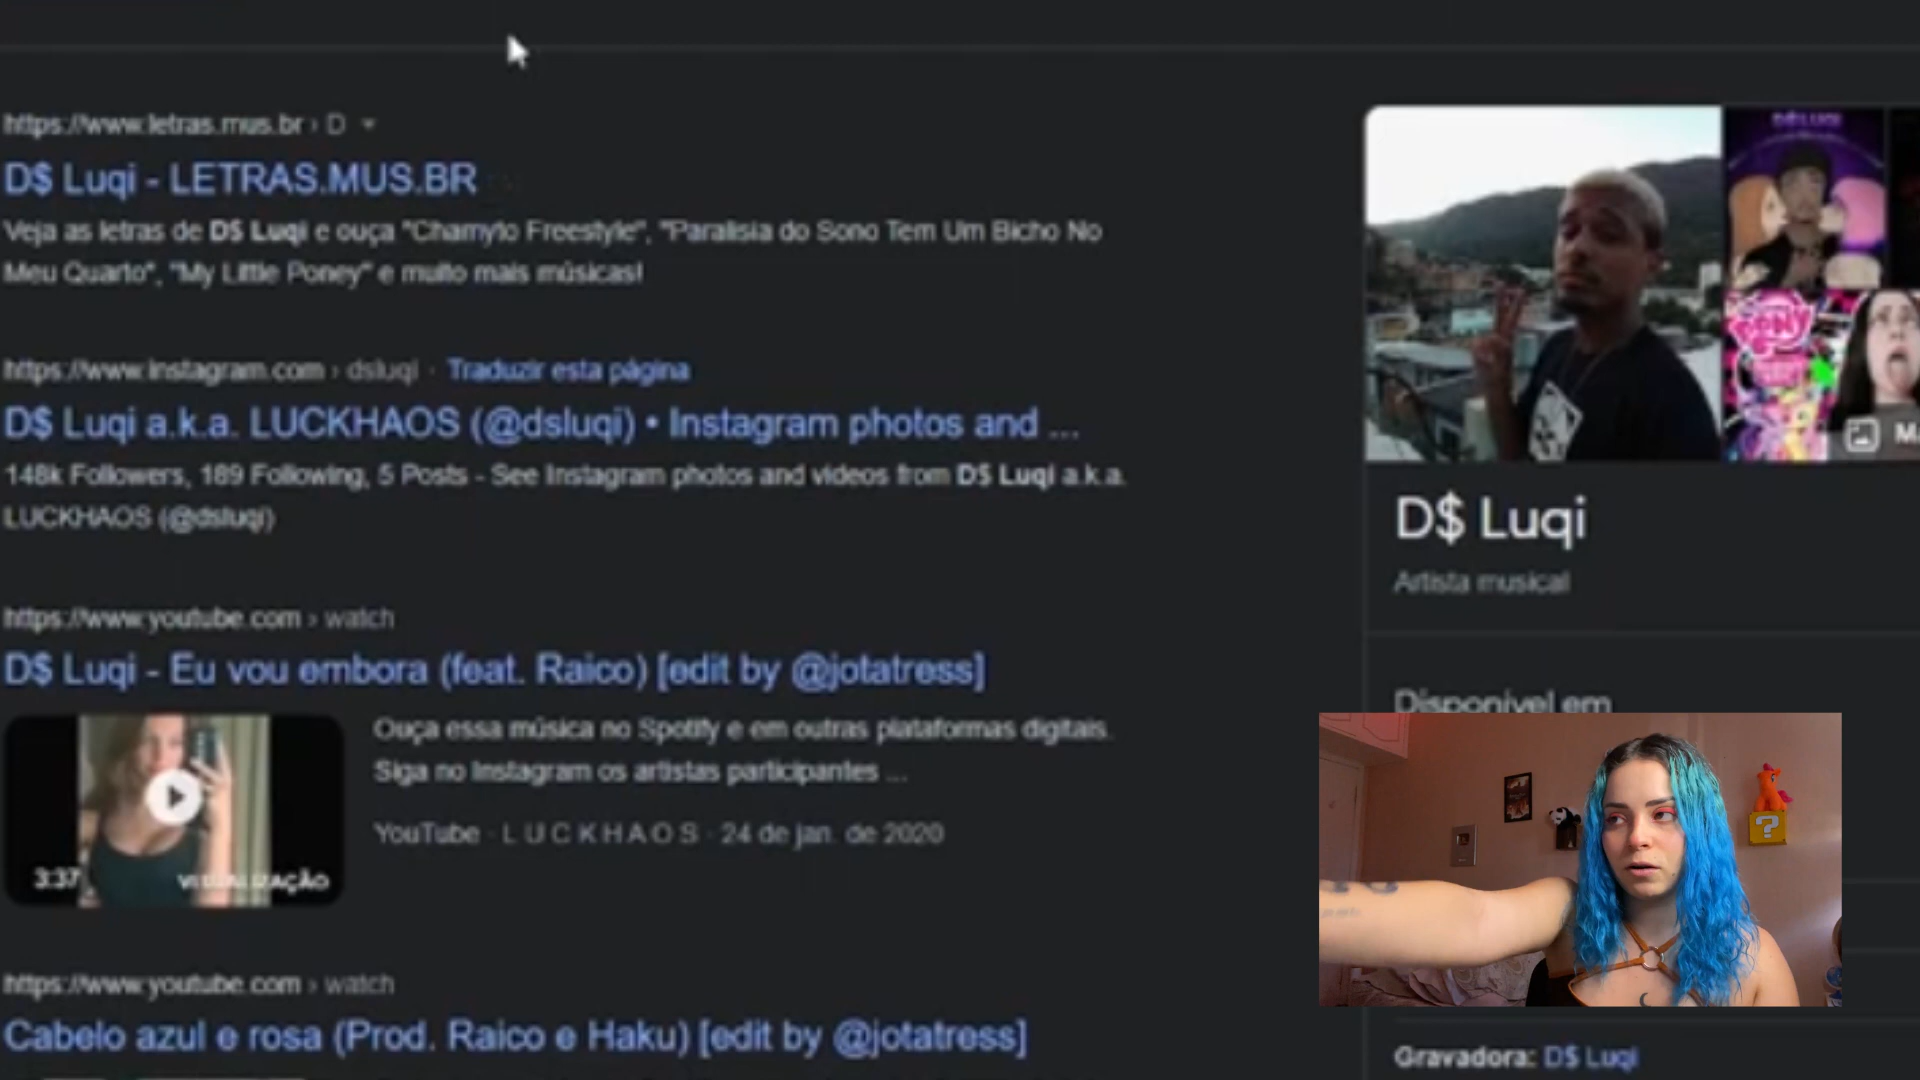 https://www.letras.mus.br › D
D$ Luqi - LETRAS.MUS.BR
Veja as letras de D$ Luqi e ouça "Chamyto Freestyle", "Paralisia do Sono Tem Um Bicho No
Meu Quarto", "My Little Poney" e muito mais músicas!
https://www.instagram.com › dsluqi · Traduzir esta página
D$ Luqi a.k.a. LUCKHAOS (@dsluqi) • Instagram photos and ...
148k Followers, 189 Following, 5 Posts - See Instagram photos and videos from D$ Luqi a.k.a.
LUCKHAOS (@dsluqi)
https://www.youtube.com › watch
D$ Luqi - Eu vou embora (feat. Raico) [edit by @jotatress]
Ouça essa música no Spotify e em outras plataformas digitais.
Siga no Instagram os artistas participantes ...
3:37
YouTube · L U C K H A O S · 24 de jan. de 2020
https://www.youtube.com › watch
Cabelo azul e rosa (Prod. Raico e Haku) [edit by @jotatress]
D$ LUQI
PONY
M
D$ Luqi
Artista musical
Disponível em
?
Gravadora: D$ Luqi